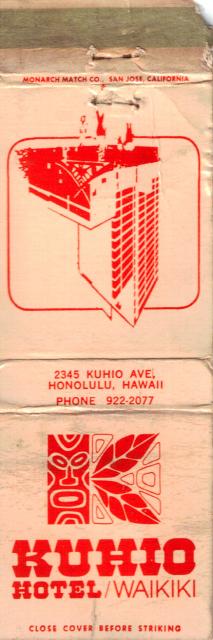 MONARCH MATCH CO., SAN JOSE, CALIFORNIA
2345 KUHIO AVE,
HONOLULU, HAWAII
PHONE 922-2077
KUHIO
HOTEL/WAIKIKI
CLOSE COVER BEFORE STRIKING